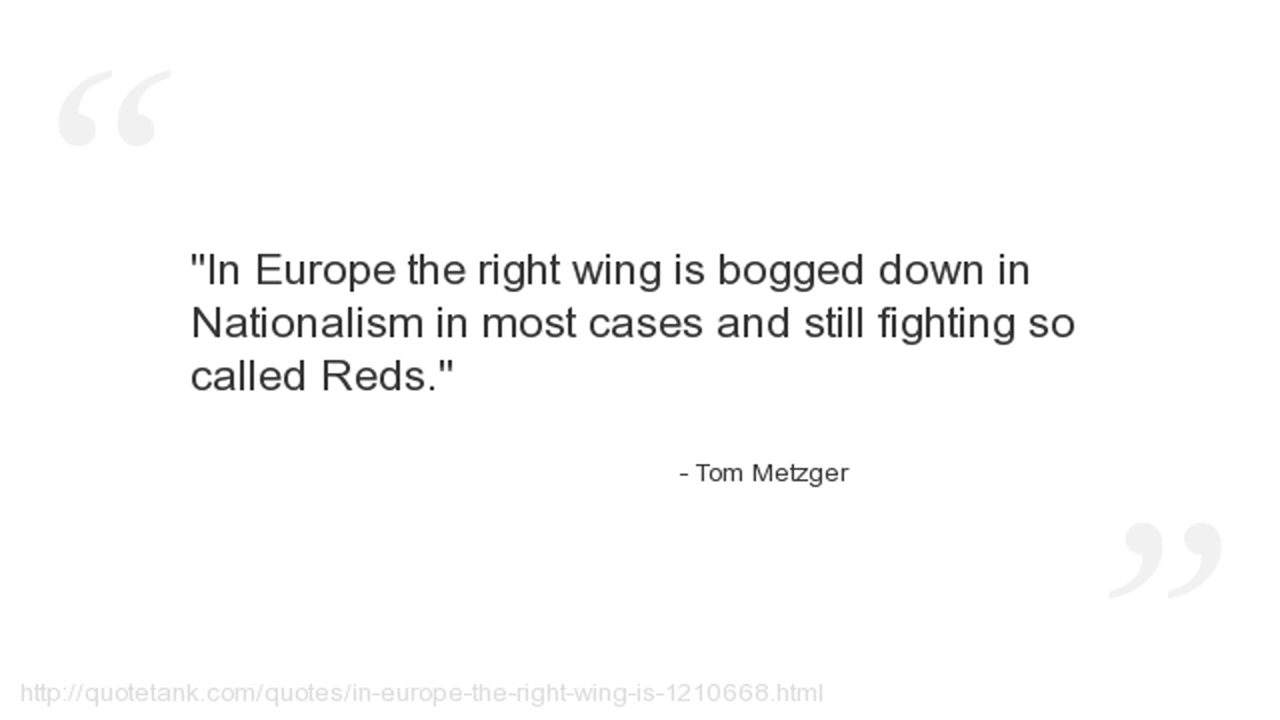 "In Europe the right wing is bogged down in
Nationalism in most cases and still fighting so
called Reds."
- Tom Metzger
http://quotetank.com/quotes/in-europe-the-right-wing-is-1210668.html